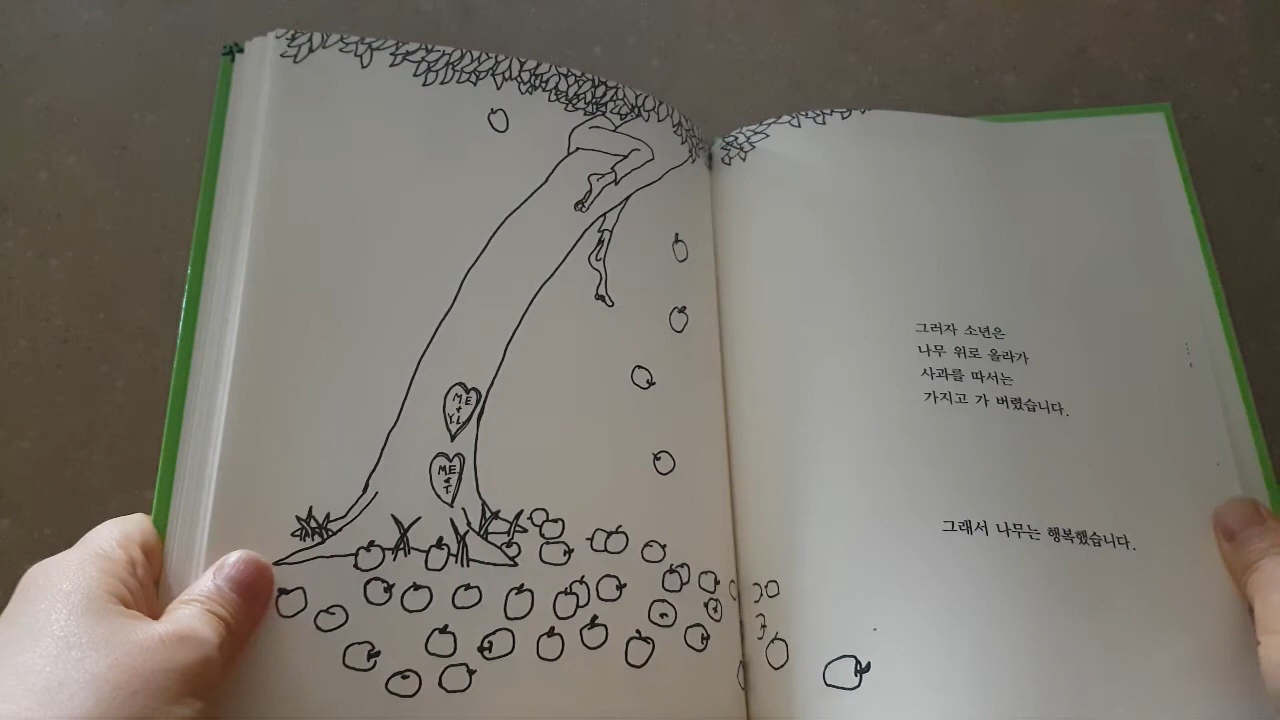 M.E.
+
Y.L.
M.E.
+
T.
그러자 소년은
나무 위로 올라가
사과를 따서는
가지고 가 버렸습니다.
그래서 나무는 행복했습니다.